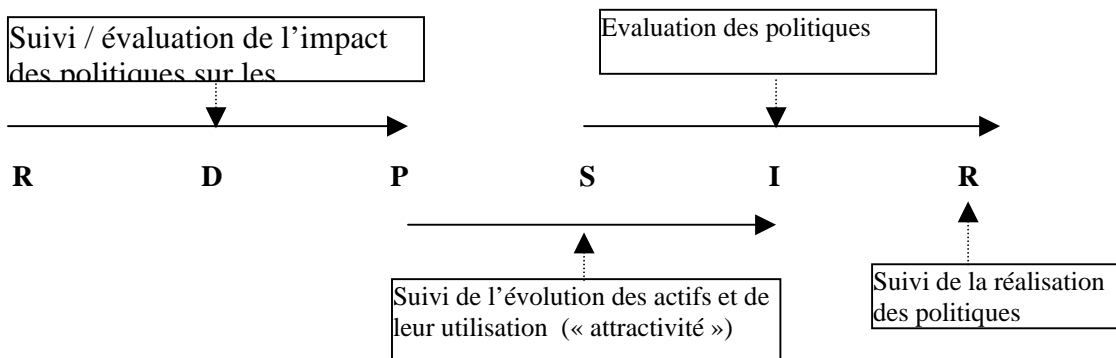 Suivi / évaluation de l’impact
des politiques sur les
Evaluation des politiques
R D P S I R
Suivi de l’évolution des actifs et de
leur utilisation (« attractivité »)
Suivi de la réalisation
des politiques